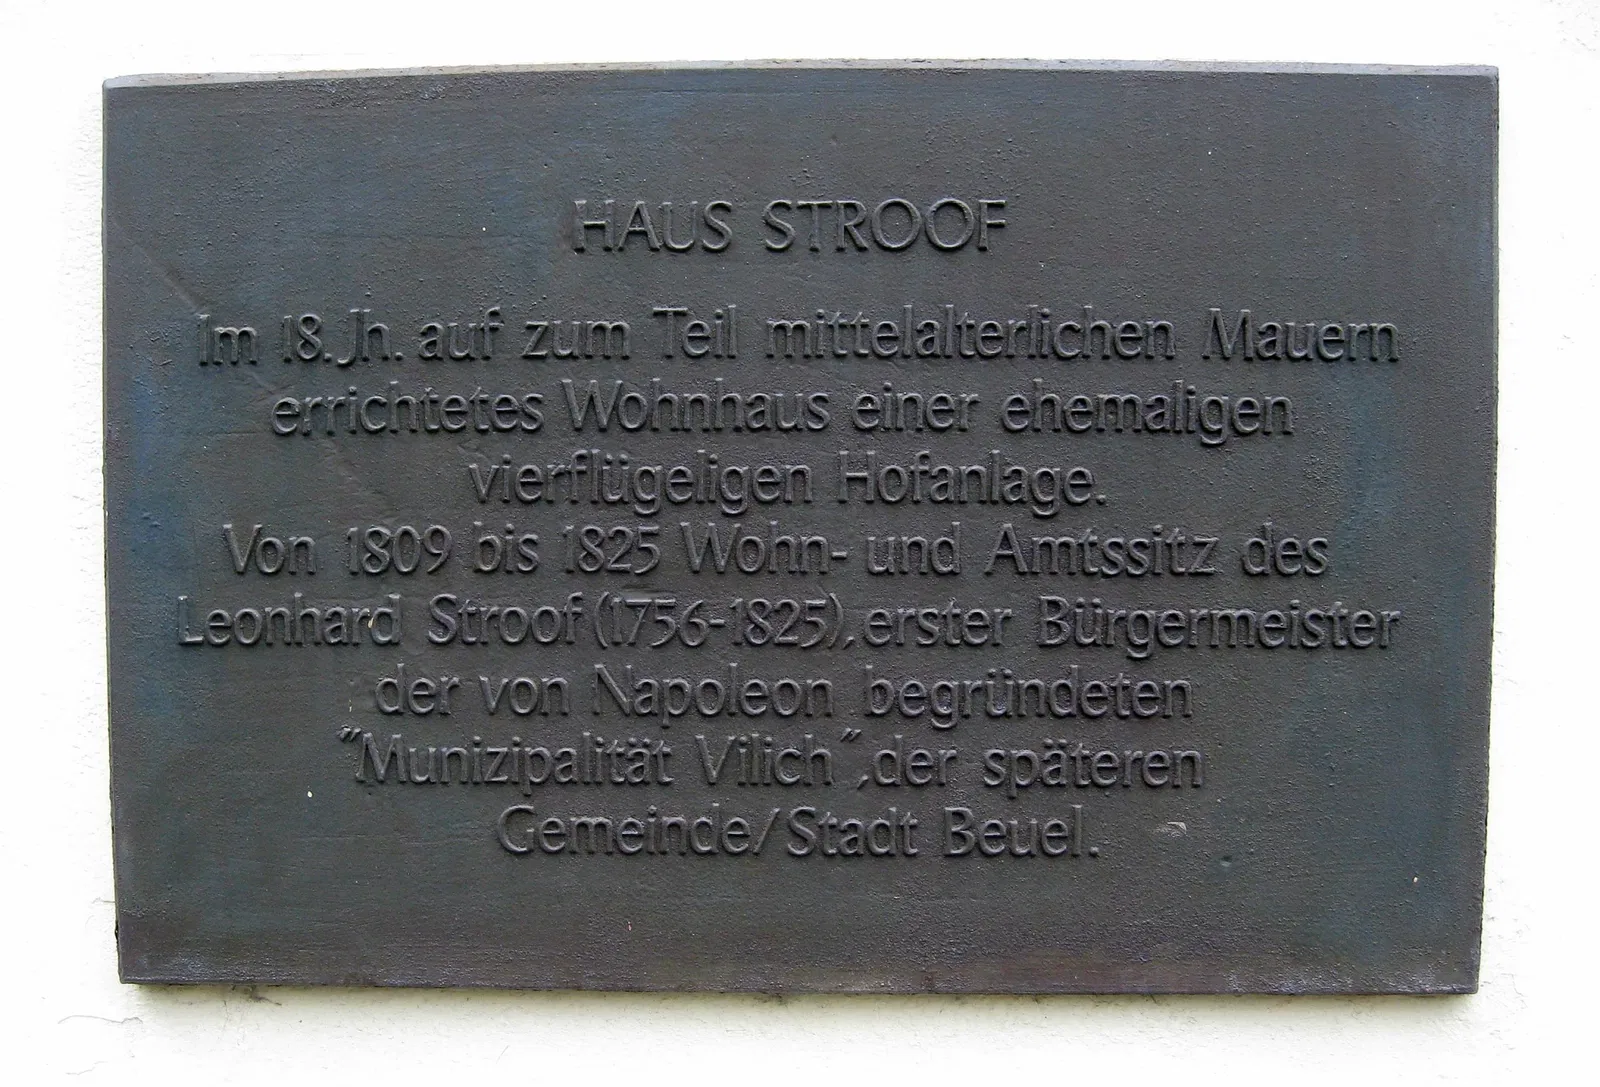 HAUS STROOF
Im 18. Jh. auf zum Teil mittelalterlichen Mauern
errichtetes Wohnhaus einer ehemaligen
vierflügeligen Hofanlage.
Von 1809 bis 1825 Wohn- und Amtssitz des
Leonhard Stroof (1756-1825), erster Bürgermeister
der von Napoleon begründeten
"Munizipalität Vilich", der späteren
Gemeinde/Stadt Beuel.